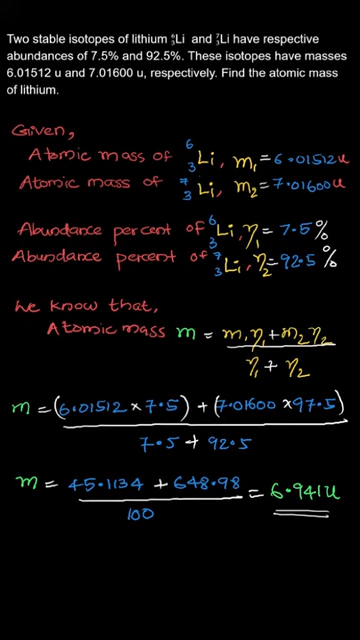 Two stable isotopes of lithium ⁶₃Li and ⁷₃Li have respective
abundances of 7.5% and 92.5%. These isotopes have masses
6.01512 u and 7.01600 u, respectively. Find the atomic mass
of lithium.
Given,
Atomic mass of ⁶₃Li, m₁ = 6.01512u
Atomic mass of ⁷₃Li, m₂ = 7.01600u
Abundance percent of ⁶₃Li, η₁ = 7.5%
Abundance percent of ⁷₃Li, η₂ = 92.5%
We know that,
Atomic mass m = m₁η₁ + m₂η₂
η₁ + η₂
m = (6.01512 × 7.5) + (7.01600 × 97.5)
7.5 + 92.5
m = 45.1134 + 648.98 = 6.941u
100